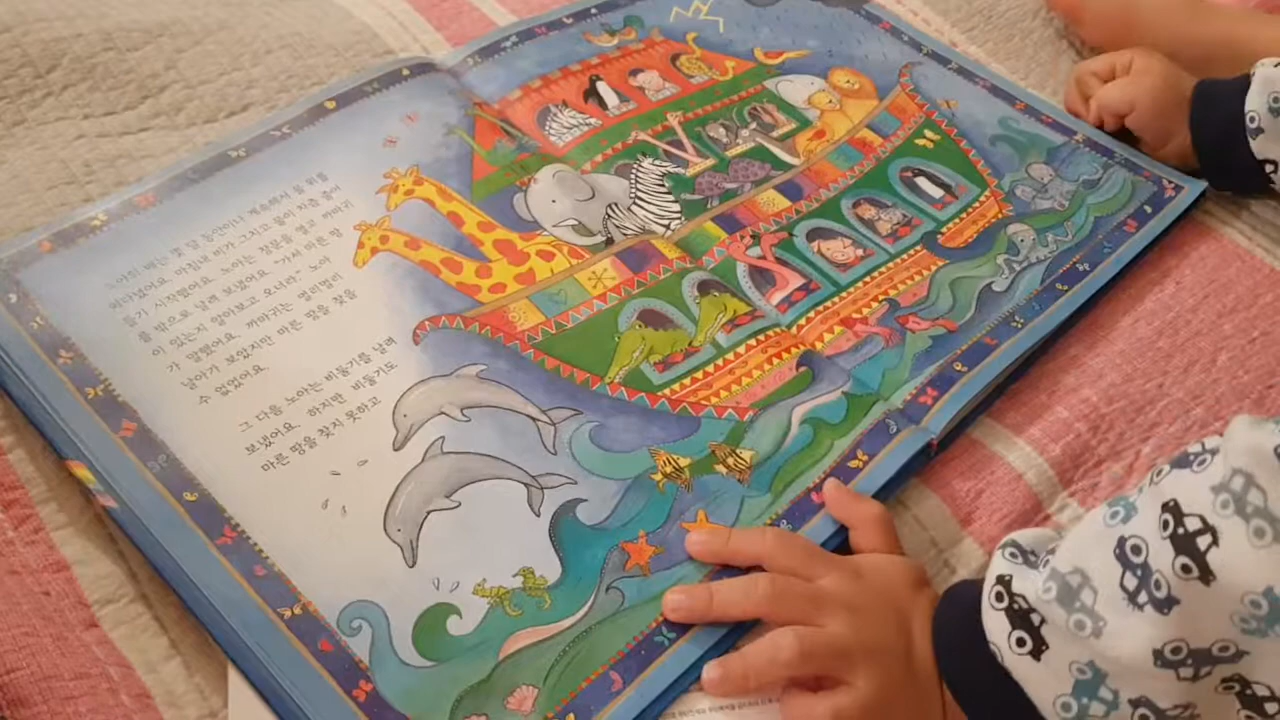 노아의 배는 몇 달 동안이나 계속해서 물 위를
떠다녔어요. 마침내 비가 그치고 물이 차츰 줄어
들기 시작했어요. 노아는 창문을 열고 까마귀
를 밖으로 날려 보냈어요. “가서 마른 땅
이 있는지 알아보고 오너라.” 노아
가 말했어요. 까마귀는 멀리멀리
날아가 보았지만 마른 땅을 찾을
수 없었어요.
그 다음 노아는 비둘기를 날려
보냈어요. 하지만 비둘기도
마른 땅을 찾지 못하고